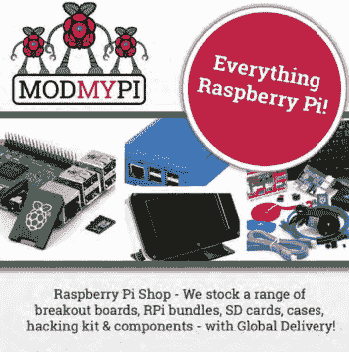 MODMYPI
Everything
Raspberry Pi!
Raspberry Pi Shop - We stock a range of
breakout boards, RPi bundles, SD cards, cases,
hacking kit & components - with Global Delivery!